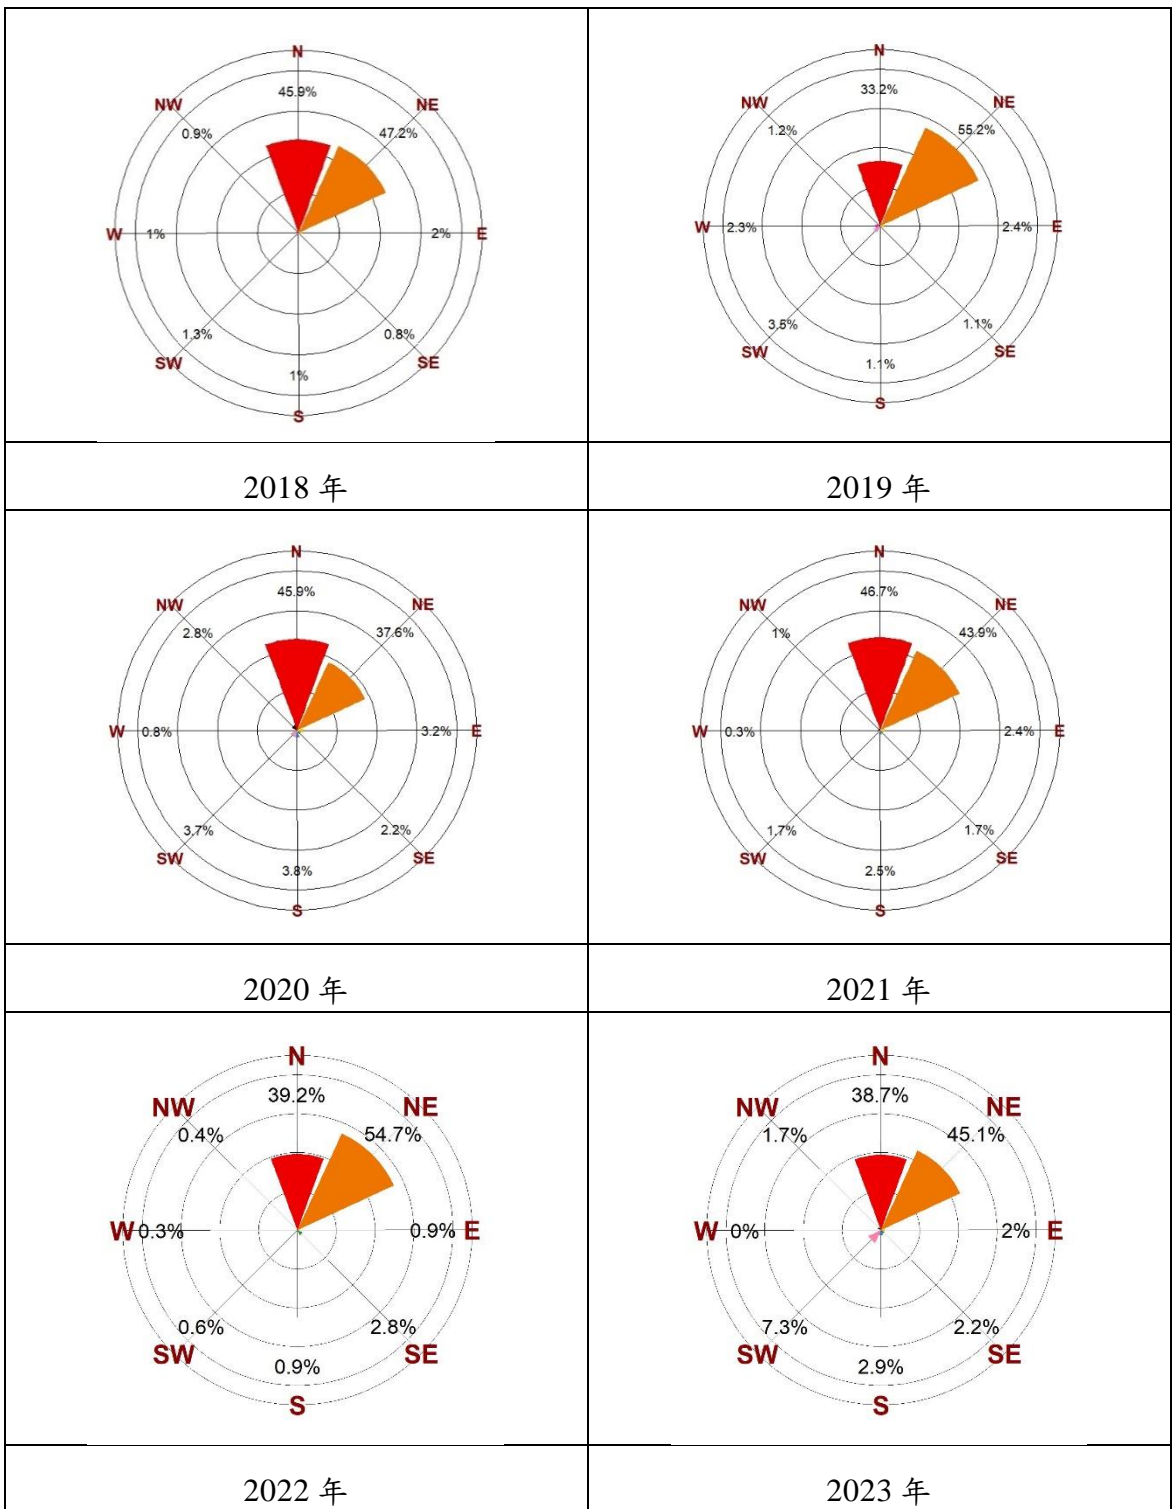 N
45.9%
NW
NE
0.9%
47.2%
W
1%
2%
E
1.3%
0.8%
SW
SE
1%
S
N
33.2%
NW
NE
1.2%
55.2%
W
2.3%
2.4%
E
3.5%
1.1%
SW
SE
1.1%
S
2018 年
2019 年
N
45.9%
NW
NE
2.8%
37.6%
W
0.8%
3.2%
E
3.7%
2.2%
SW
SE
3.8%
S
N
46.7%
NW
NE
1%
43.9%
W
0.3%
2.4%
E
1.7%
1.7%
SW
SE
2.5%
S
2020 年
2021 年
N
39.2%
NW
NE
0.4%
54.7%
W
0.3%
0.9%
E
0.6%
2.8%
SW
SE
0.9%
S
N
38.7%
NW
NE
1.7%
45.1%
W
0%
2%
E
7.3%
2.2%
SW
SE
2.9%
S
2022 年
2023 年